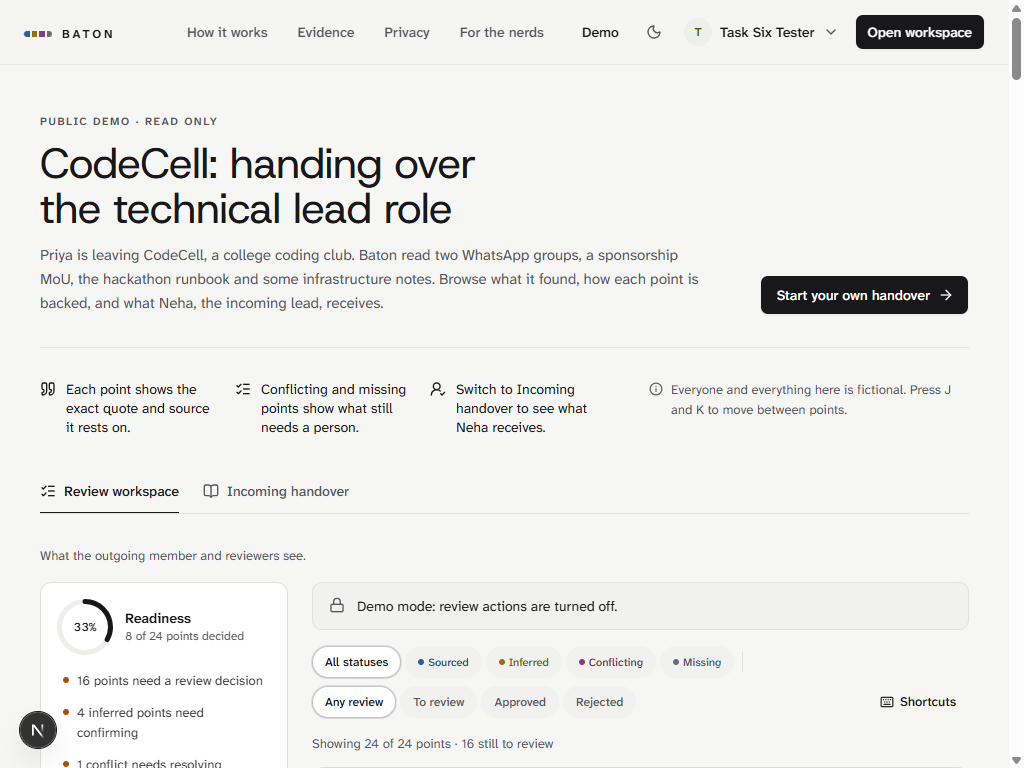 BATON
How it works
Evidence
Privacy
For the nerds
Demo
T
Task Six Tester
Open workspace
PUBLIC DEMO · READ ONLY
CodeCell: handing over
the technical lead role
Priya is leaving CodeCell, a college coding club. Baton read two WhatsApp groups, a sponsorship
MoU, the hackathon runbook and some infrastructure notes. Browse what it found, how each point is
backed, and what Neha, the incoming lead, receives.
Start your own handover
Each point shows the
exact quote and source
it rests on.
Conflicting and missing
points show what still
needs a person.
Switch to Incoming
handover to see what
Neha receives.
Everyone and everything here is fictional. Press J
and K to move between points.
Review workspace
Incoming handover
What the outgoing member and reviewers see.
33%
Readiness
8 of 24 points decided
16 points need a review decision
4 inferred points need
confirming
1 conflict needs resolving
N
Demo mode: review actions are turned off.
All statuses
Sourced
Inferred
Conflicting
Missing
Any review
To review
Approved
Rejected
Shortcuts
Showing 24 of 24 points · 16 still to review